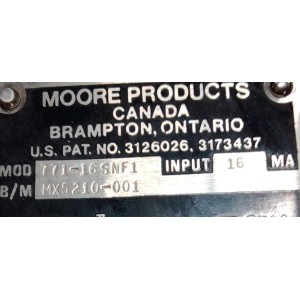 MOORE PRODUCTS
CANADA
BRAMPTON, ONTARIO
U.S. PAT. NO. 3126026, 3173437
MOD 771-16SNF1 INPUT 16 MA
B/M MX5210-001